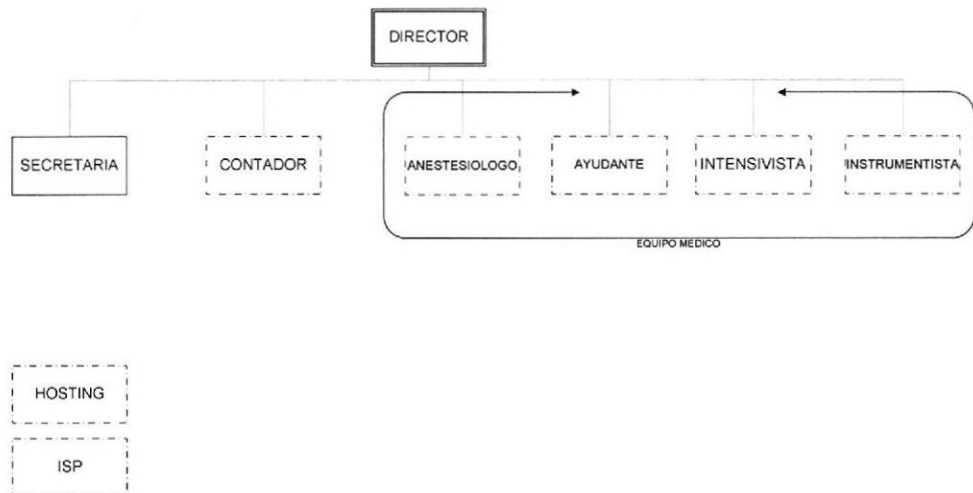 DIRECTOR
SECRETARIA
CONTADOR
ANESTESIOLOGO
AYUDANTE
INTENSIVISTA
INSTRUMENTISTA
EQUIPO MEDICO
HOSTING
ISP